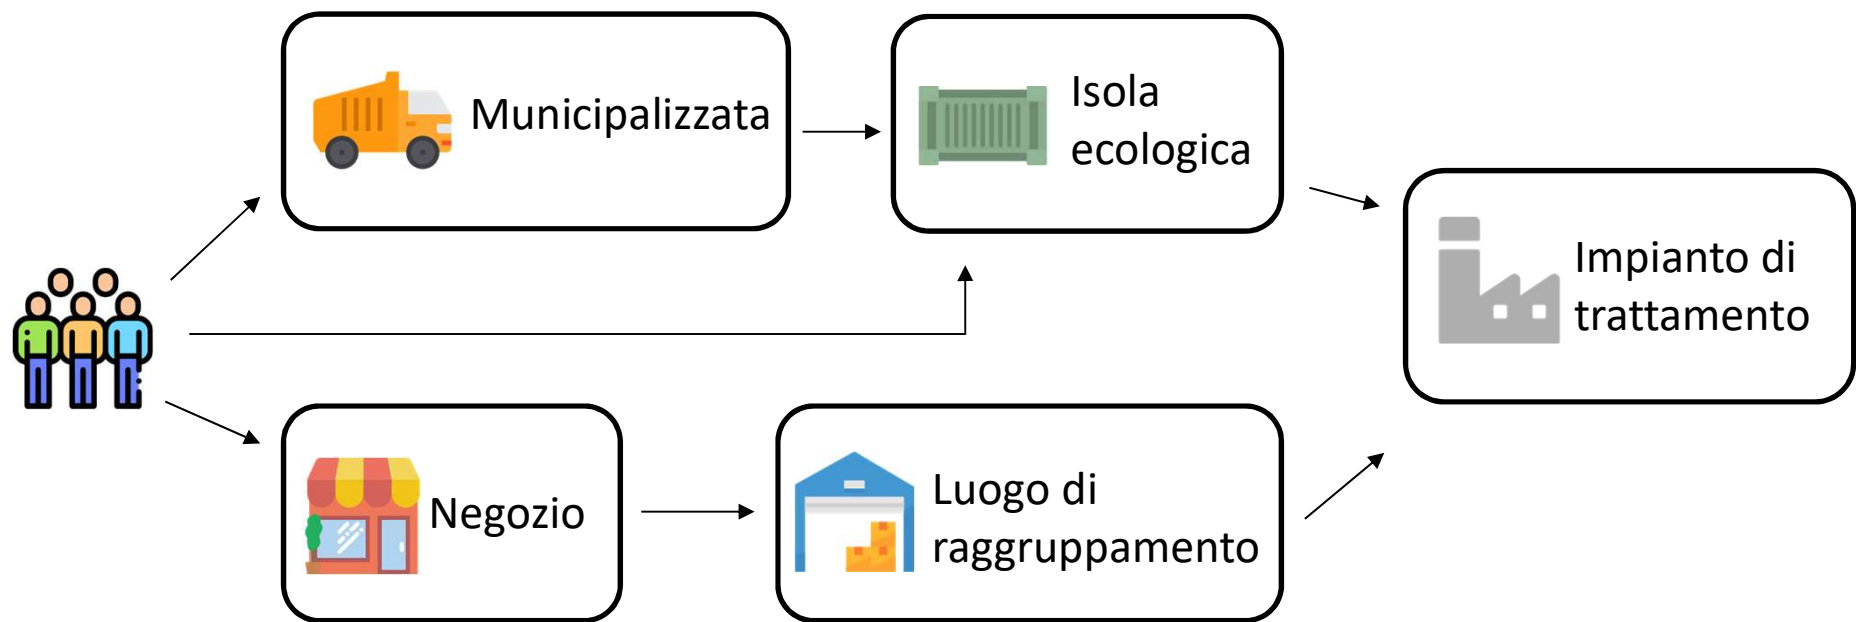 Municipalizzata
Isola
ecologica
Impianto di
trattamento
Negozio
Luogo di
raggruppamento